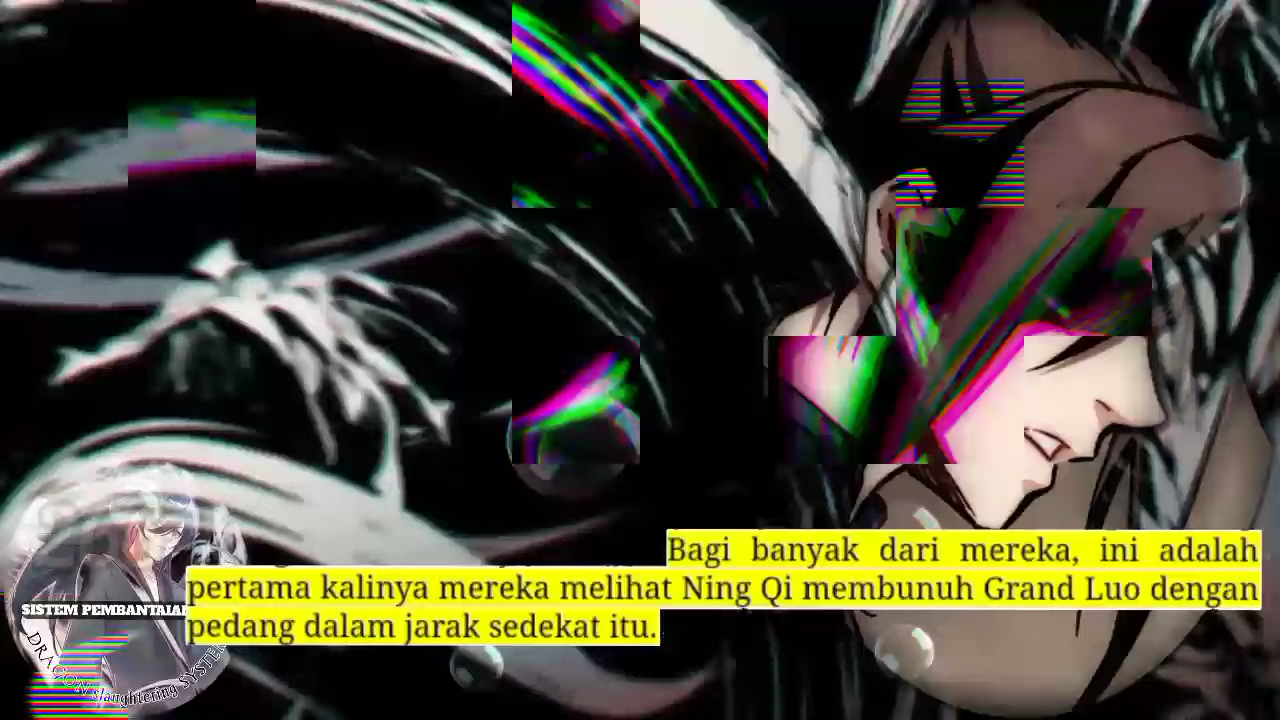 Bagi banyak dari mereka, ini adalah
pertama kalinya mereka melihat Ning Qi membunuh Grand Luo dengan
pedang dalam jarak sedekat itu.
SISTEM PEMBANTAIAN
DRAGON slaughtering SYSTEM